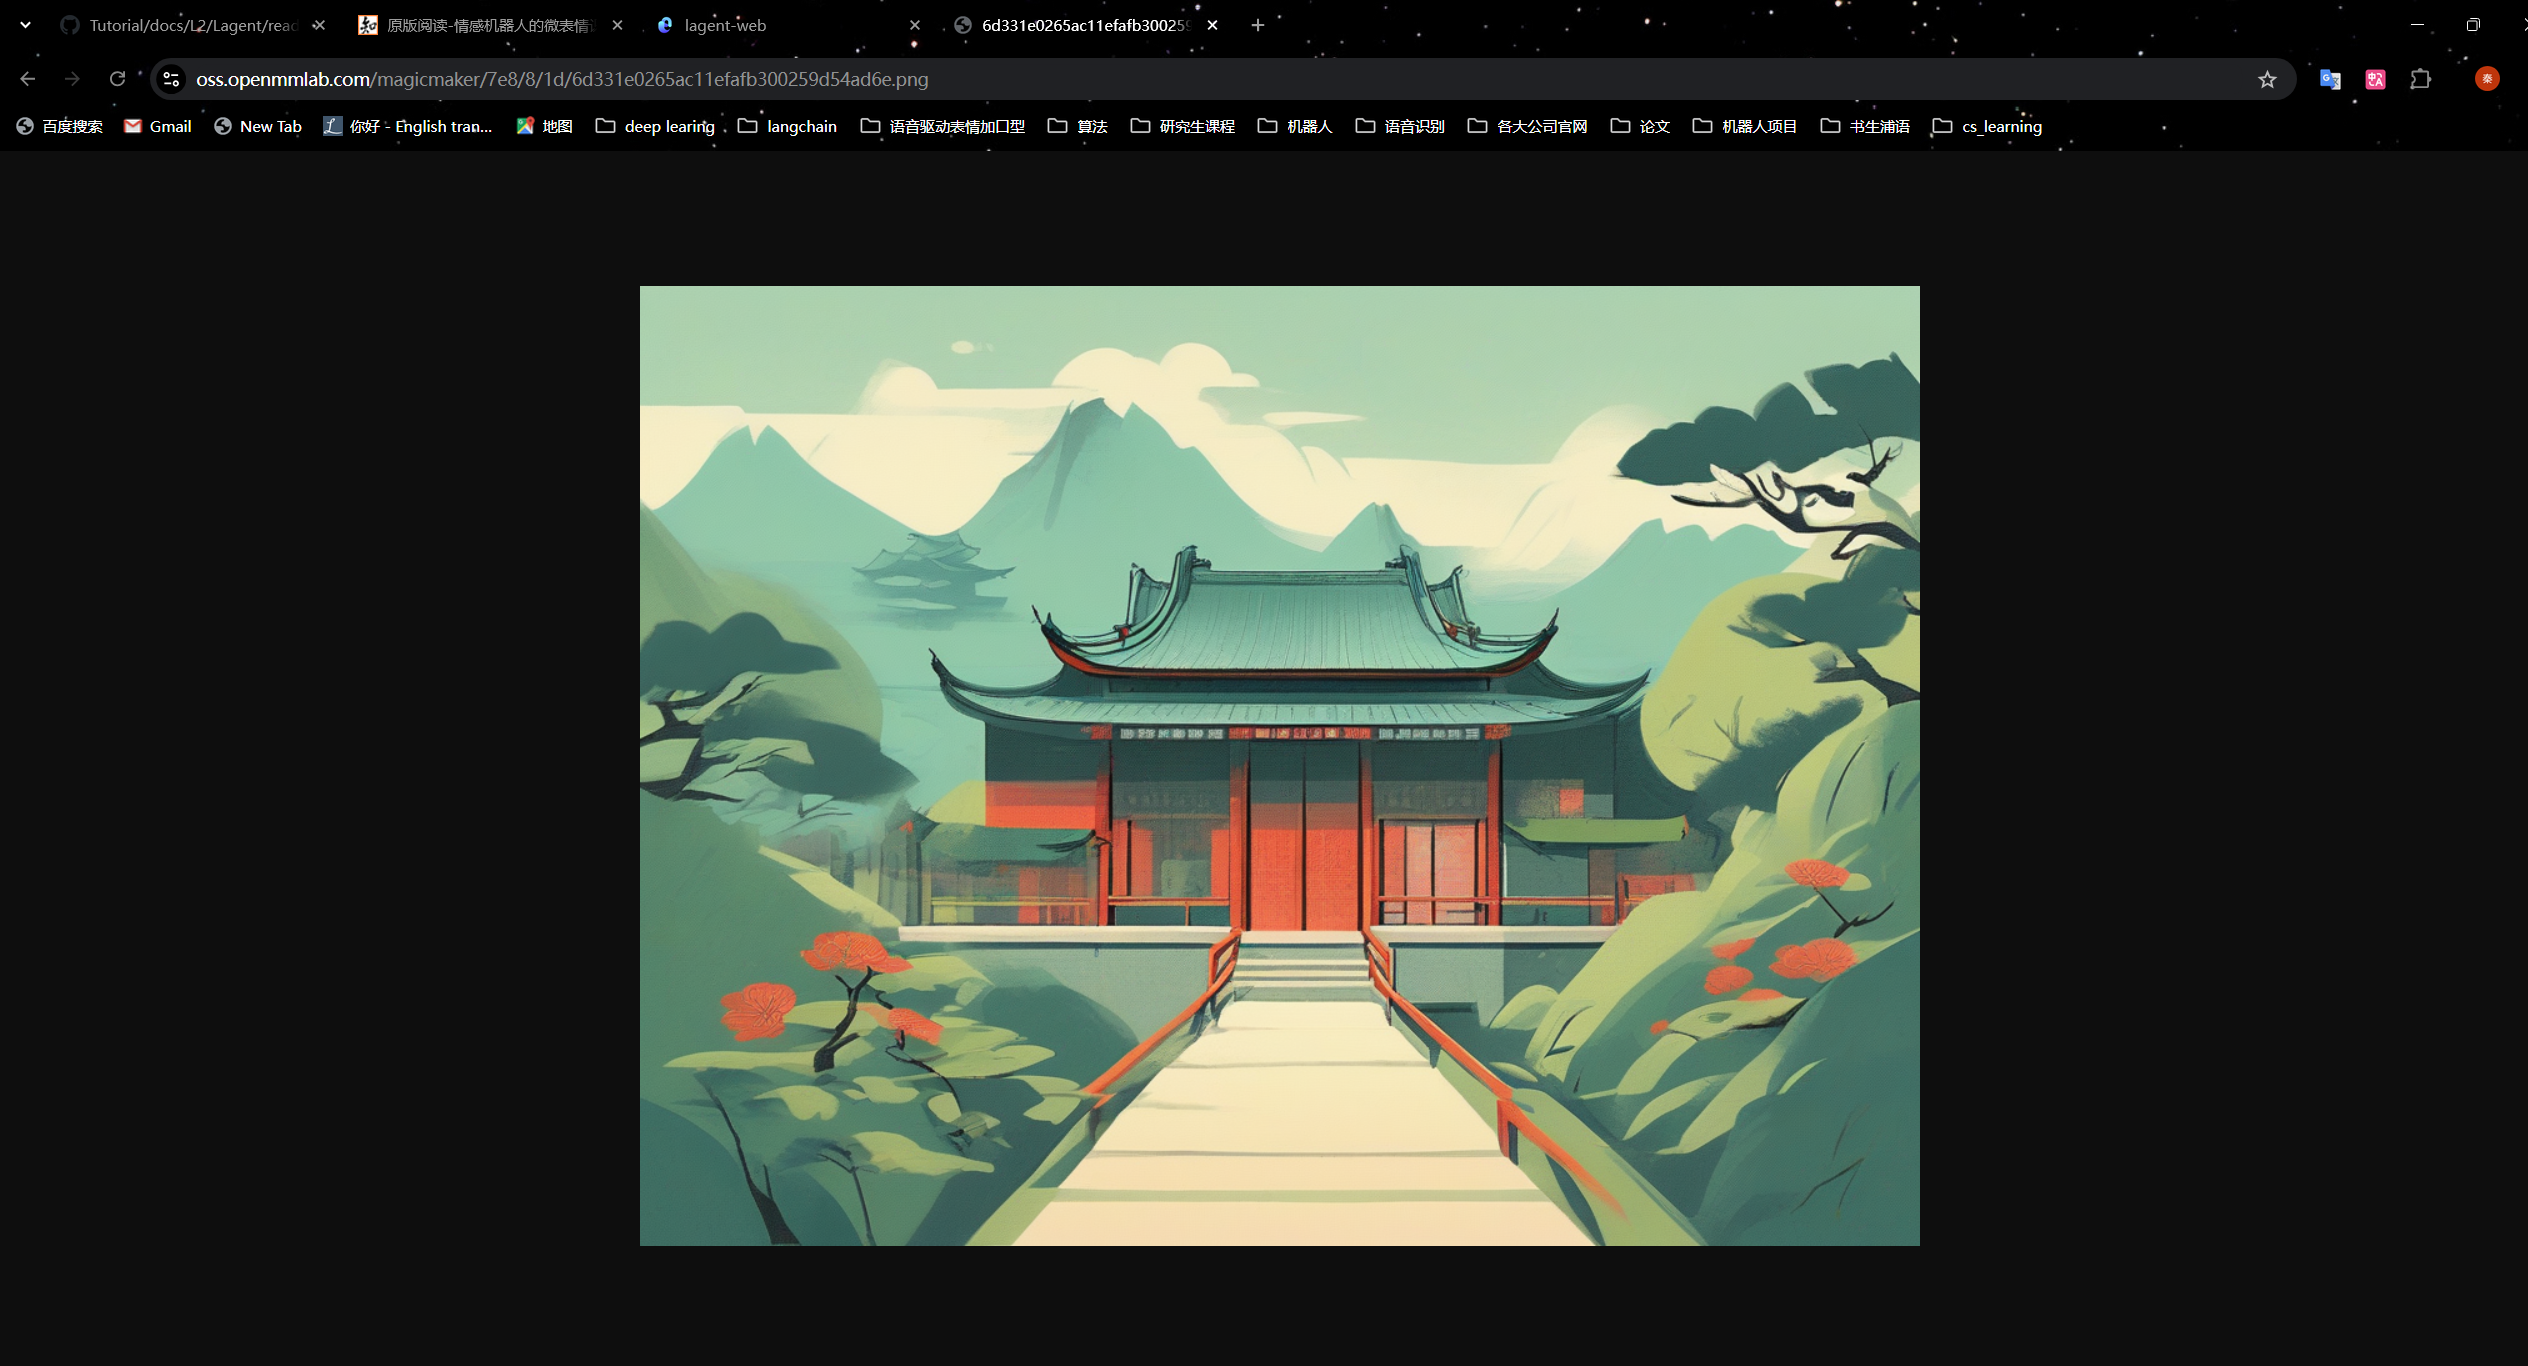 Tutorial/docs/L2/Lagent/reac
原版阅读-情感机器人的微表情
lagent-web
6d331e0265ac11efafb300259
oss.openmmlab.com/magicmaker/7e8/8/1d/6d331e0265ac11efafb300259d54ad6e.png
秦
百度搜索
Gmail
New Tab
你好 - English tran...
地图
deep learing
langchain
语音驱动表情加口型
算法
研究生课程
机器人
语音识别
各大公司官网
论文
机器人项目
书生浦语
cs_learning